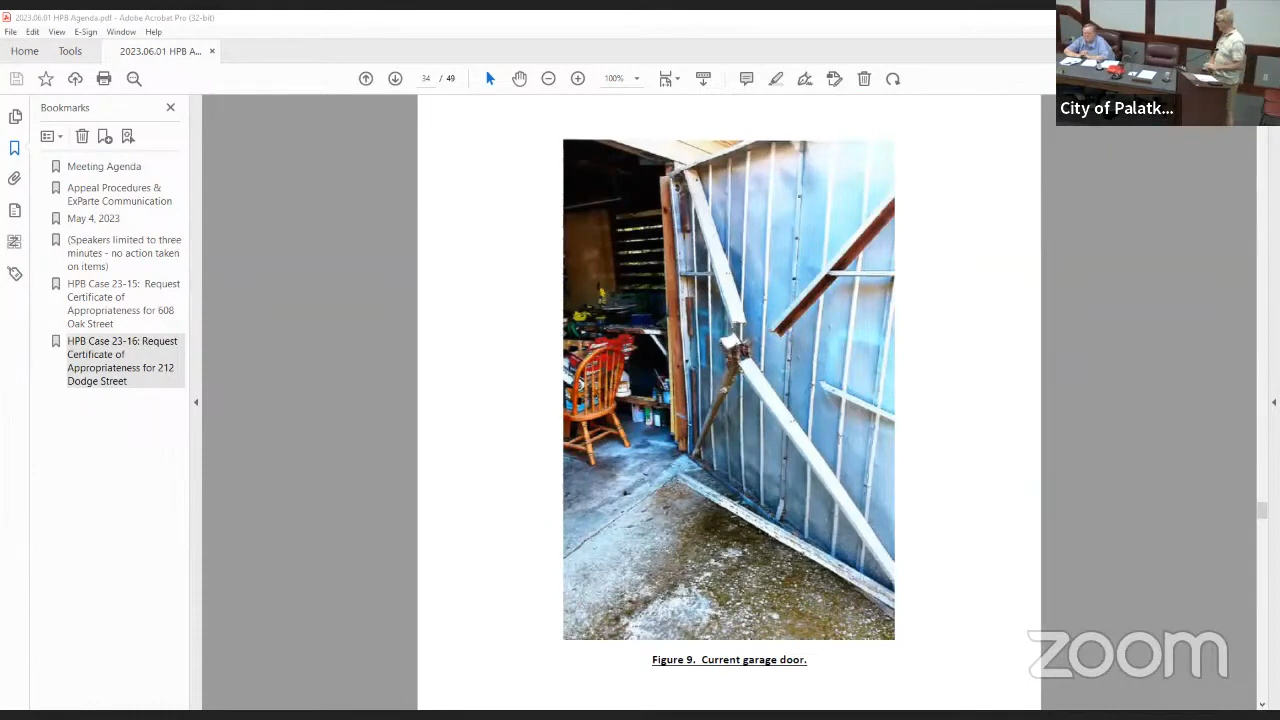 2023.06.01 HPB Agenda.pdf - Adobe Acrobat Pro (32-bit)
File Edit View E-Sign Window Help
Home Tools 2023.06.01 HPB A... ×
34 / 49 100%
Bookmarks
Meeting Agenda
Appeal Procedures &
ExParte Communication
May 4, 2023
(Speakers limited to three
minutes - no action taken
on items)
HPB Case 23-15: Request
Certificate of
Appropriateness for 608
Oak Street
HPB Case 23-16: Request
Certificate of
Appropriateness for 212
Dodge Street
Figure 9. Current garage door.
City of Palatk...
zoom